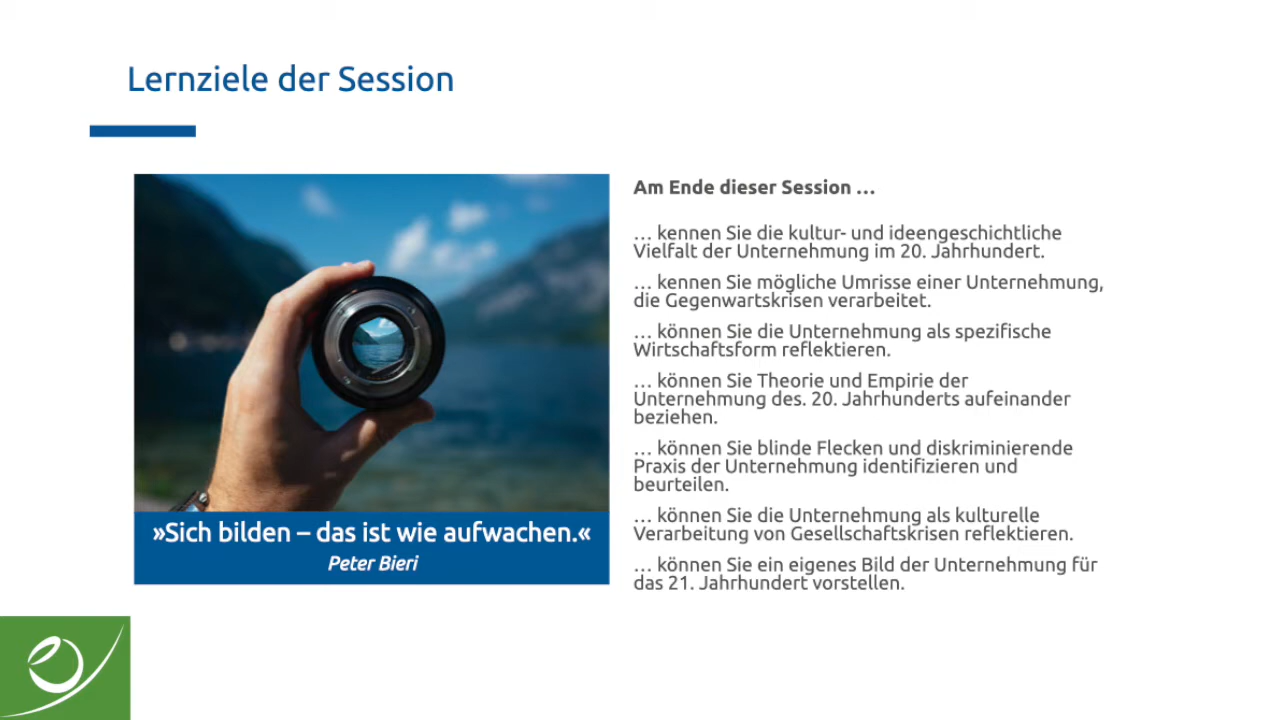 Lernziele der Session
»Sich bilden – das ist wie aufwachen.«
Peter Bieri
Am Ende dieser Session …
… kennen Sie die kultur- und ideengeschichtliche
Vielfalt der Unternehmung im 20. Jahrhundert.
… kennen Sie mögliche Umrisse einer Unternehmung,
die Gegenwartskrisen verarbeitet.
… können Sie die Unternehmung als spezifische
Wirtschaftsform reflektieren.
… können Sie Theorie und Empirie der
Unternehmung des. 20. Jahrhunderts aufeinander
beziehen.
… können Sie blinde Flecken und diskriminierende
Praxis der Unternehmung identifizieren und
beurteilen.
… können Sie die Unternehmung als kulturelle
Verarbeitung von Gesellschaftskrisen reflektieren.
… können Sie ein eigenes Bild der Unternehmung für
das 21. Jahrhundert vorstellen.